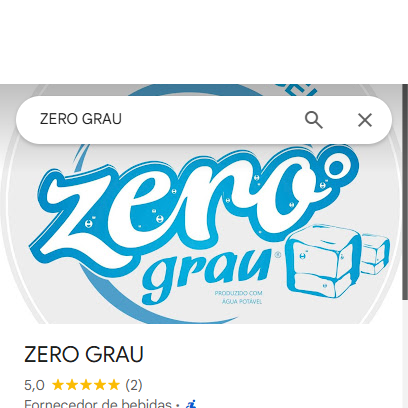 ZERO GRAU
zero
grau®
PRODUZIDO COM
ÁGUA POTÁVEL
ZERO GRAU
5,0 (2)
Fornecedor de bebidas ·